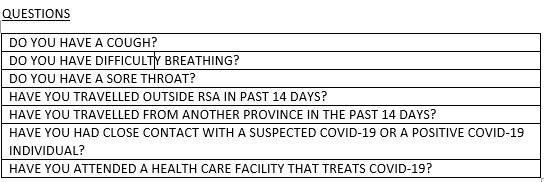 QUESTIONS
DO YOU HAVE A COUGH?
DO YOU HAVE DIFFICULTY BREATHING?
DO YOU HAVE A SORE THROAT?
HAVE YOU TRAVELLED OUTSIDE RSA IN PAST 14 DAYS?
HAVE YOU TRAVELLED FROM ANOTHER PROVINCE IN THE PAST 14 DAYS?
HAVE YOU HAD CLOSE CONTACT WITH A SUSPECTED COVID-19 OR A POSITIVE COVID-19
INDIVIDUAL?
HAVE YOU ATTENDED A HEALTH CARE FACILITY THAT TREATS COVID-19?